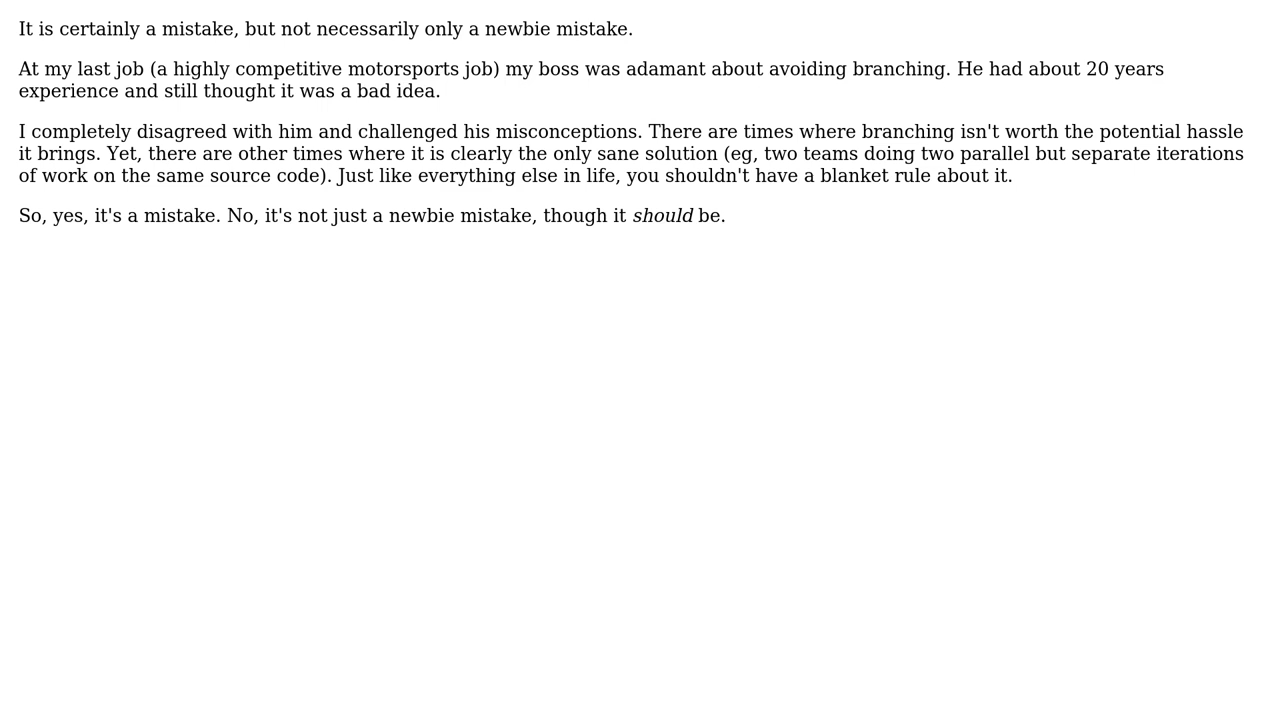 It is certainly a mistake, but not necessarily only a newbie mistake.
At my last job (a highly competitive motorsports job) my boss was adamant about avoiding branching. He had about 20 years
experience and still thought it was a bad idea.
I completely disagreed with him and challenged his misconceptions. There are times where branching isn't worth the potential hassle
it brings. Yet, there are other times where it is clearly the only sane solution (eg, two teams doing two parallel but separate iterations
of work on the same source code). Just like everything else in life, you shouldn't have a blanket rule about it.
So, yes, it's a mistake. No, it's not just a newbie mistake, though it should be.